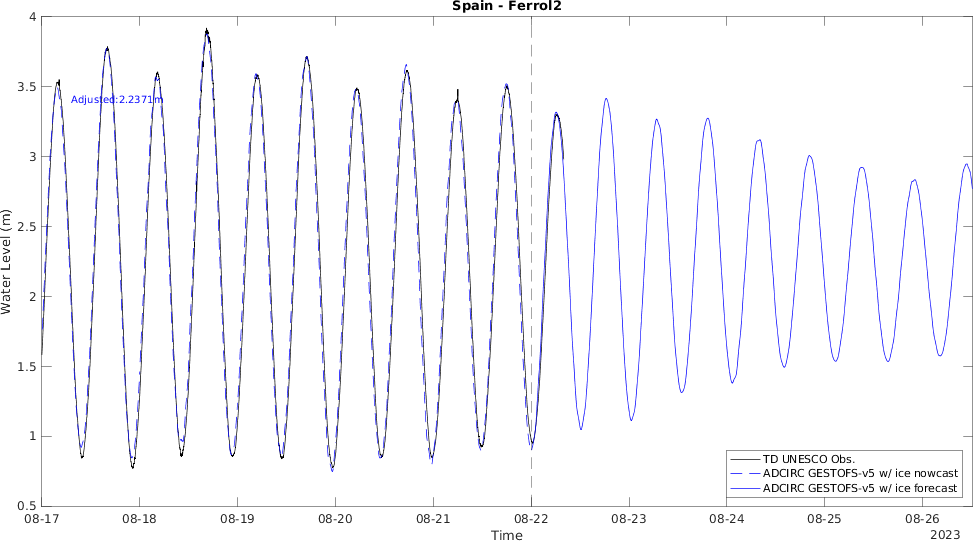 Spain - Ferrol2
4
3.5
Adjusted:2.2371m
3
2.5
2
1.5
1
0.5
Water Level (m)
TD UNESCO Obs.
ADCIRC GESTOFS-v5 w/ ice nowcast
ADCIRC GESTOFS-v5 w/ ice forecast
08-17 08-18 08-19 08-20 08-21 08-22 08-23 08-24 08-25 08-26
Time
2023